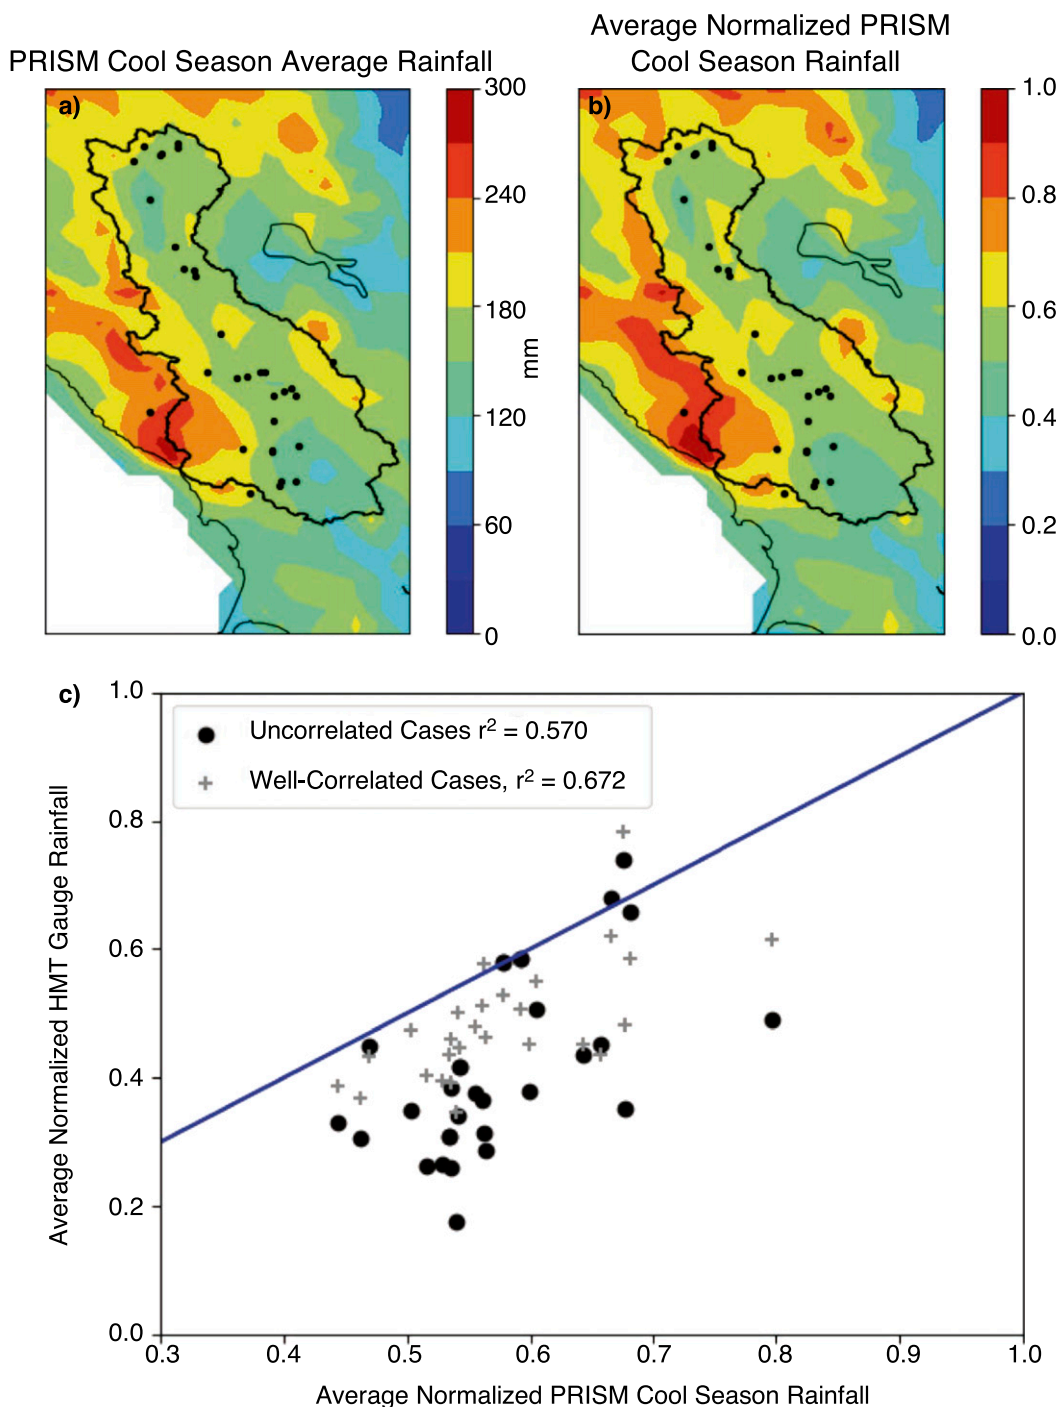 PRISM Cool Season Average Rainfall
Average Normalized PRISM
Cool Season Rainfall
a)
300
240
180
120
60
0
mm
b)
1.0
0.8
0.6
0.4
0.2
0.0
c)
1.0
0.8
0.6
0.4
0.2
0.0
Average Normalized HMT Gauge Rainfall
Uncorrelated Cases r² = 0.570
Well-Correlated Cases, r² = 0.672
0.3 0.4 0.5 0.6 0.7 0.8 0.9 1.0
Average Normalized PRISM Cool Season Rainfall